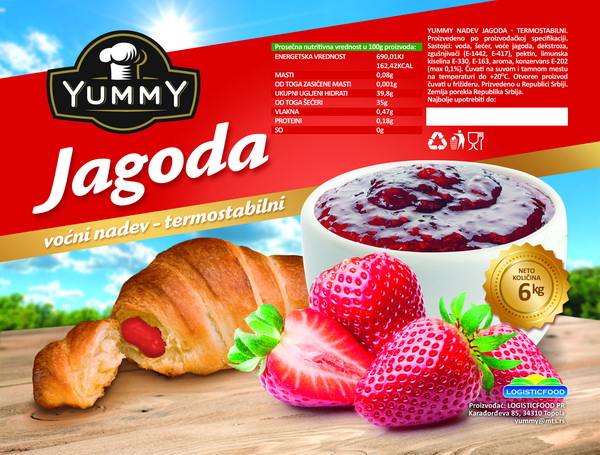 YUMMY
Jagoda
voćni nadev - termostabilni
Prosečna nutritivna vrednost u 100g proizvoda:
ENERGETSKA VREDNOST 690,01KJ
162,42KCAL
MASTI 0,08g
OD TOGA ZASIĆENE MASTI 0,001g
UKUPNI UGLJENI HIDRATI 39,8g
OD TOGA ŠEĆERI 35g
VLAKNA 0,47g
PROTEINI 0,18g
SO 0g
YUMMY NADEV JAGODA - TERMOSTABILNI.
Proizvedeno po proizvođačkoj specifikaciji.
Sastojci: voda, šećer, voće jagoda, dekstroza,
zgušnjivači (E-1442, E-417), pektin, limunska
kiselina E-330, E-163, aroma, konzervans E-202
(max 0,1%). Čuvati na suvom i tamnom mestu
na temperaturi do +20°C. Otvoren proizvod
čuvati u frižideru. Prizvedeno u Republici Srbiji.
Zemlja porekla Republika Srbija.
Najbolje upotrebiti do:
NETO
KOLIČINA
6kg
LOGISTICFOOD
Proizvođač: LOGISTICFOOD PR
Karađorđeva 85, 34310 Topola
yummy@mts.rs